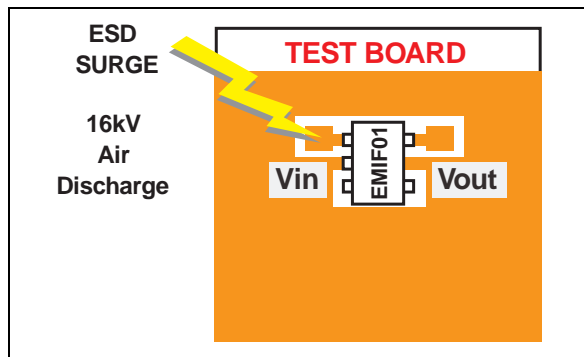 ESD
SURGE
TEST BOARD
16kV
Air
Discharge
Vin
EMIF01
Vout